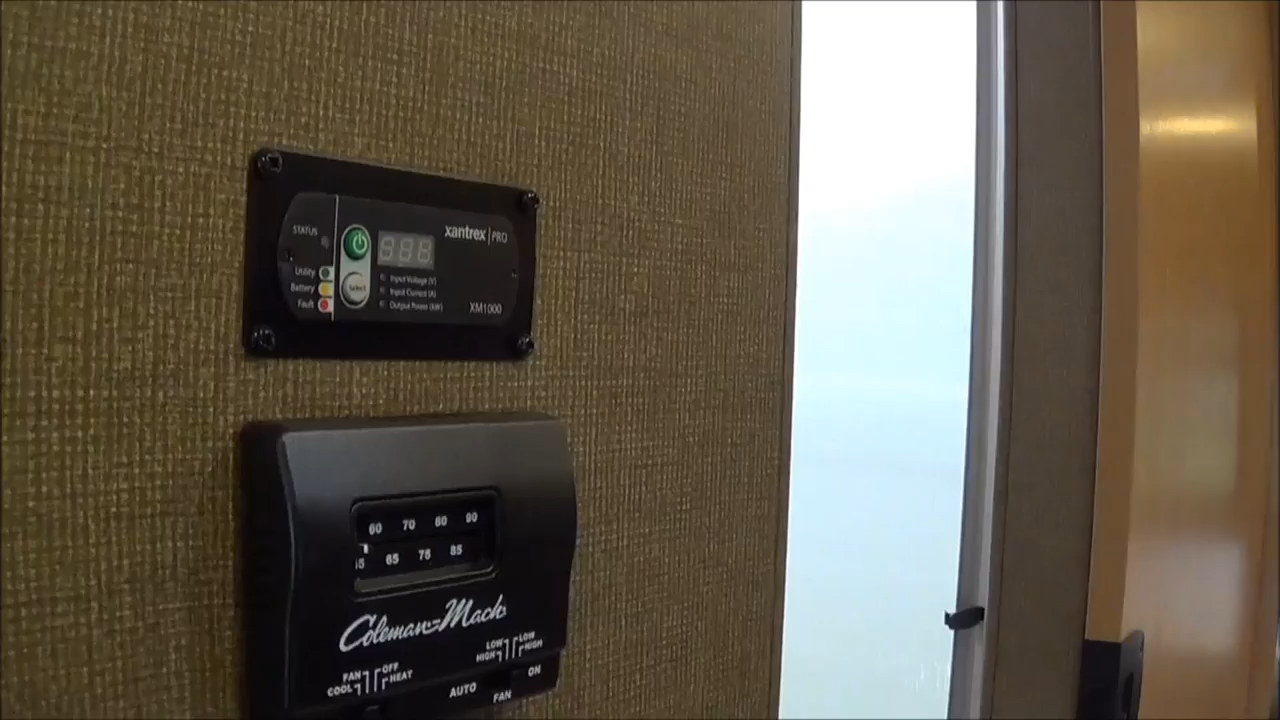 STATUS
xantrex | PRO
888
Utility
Battery
Fault
Select
Input Voltage (V)
Input Current (A)
Output Power (kW)
XM1000
60 70 80 90
65 75 85
Coleman-Mach
LOW LOW
HIGH HIGH
FAN OFF
COOL HEAT
AUTO FAN ON